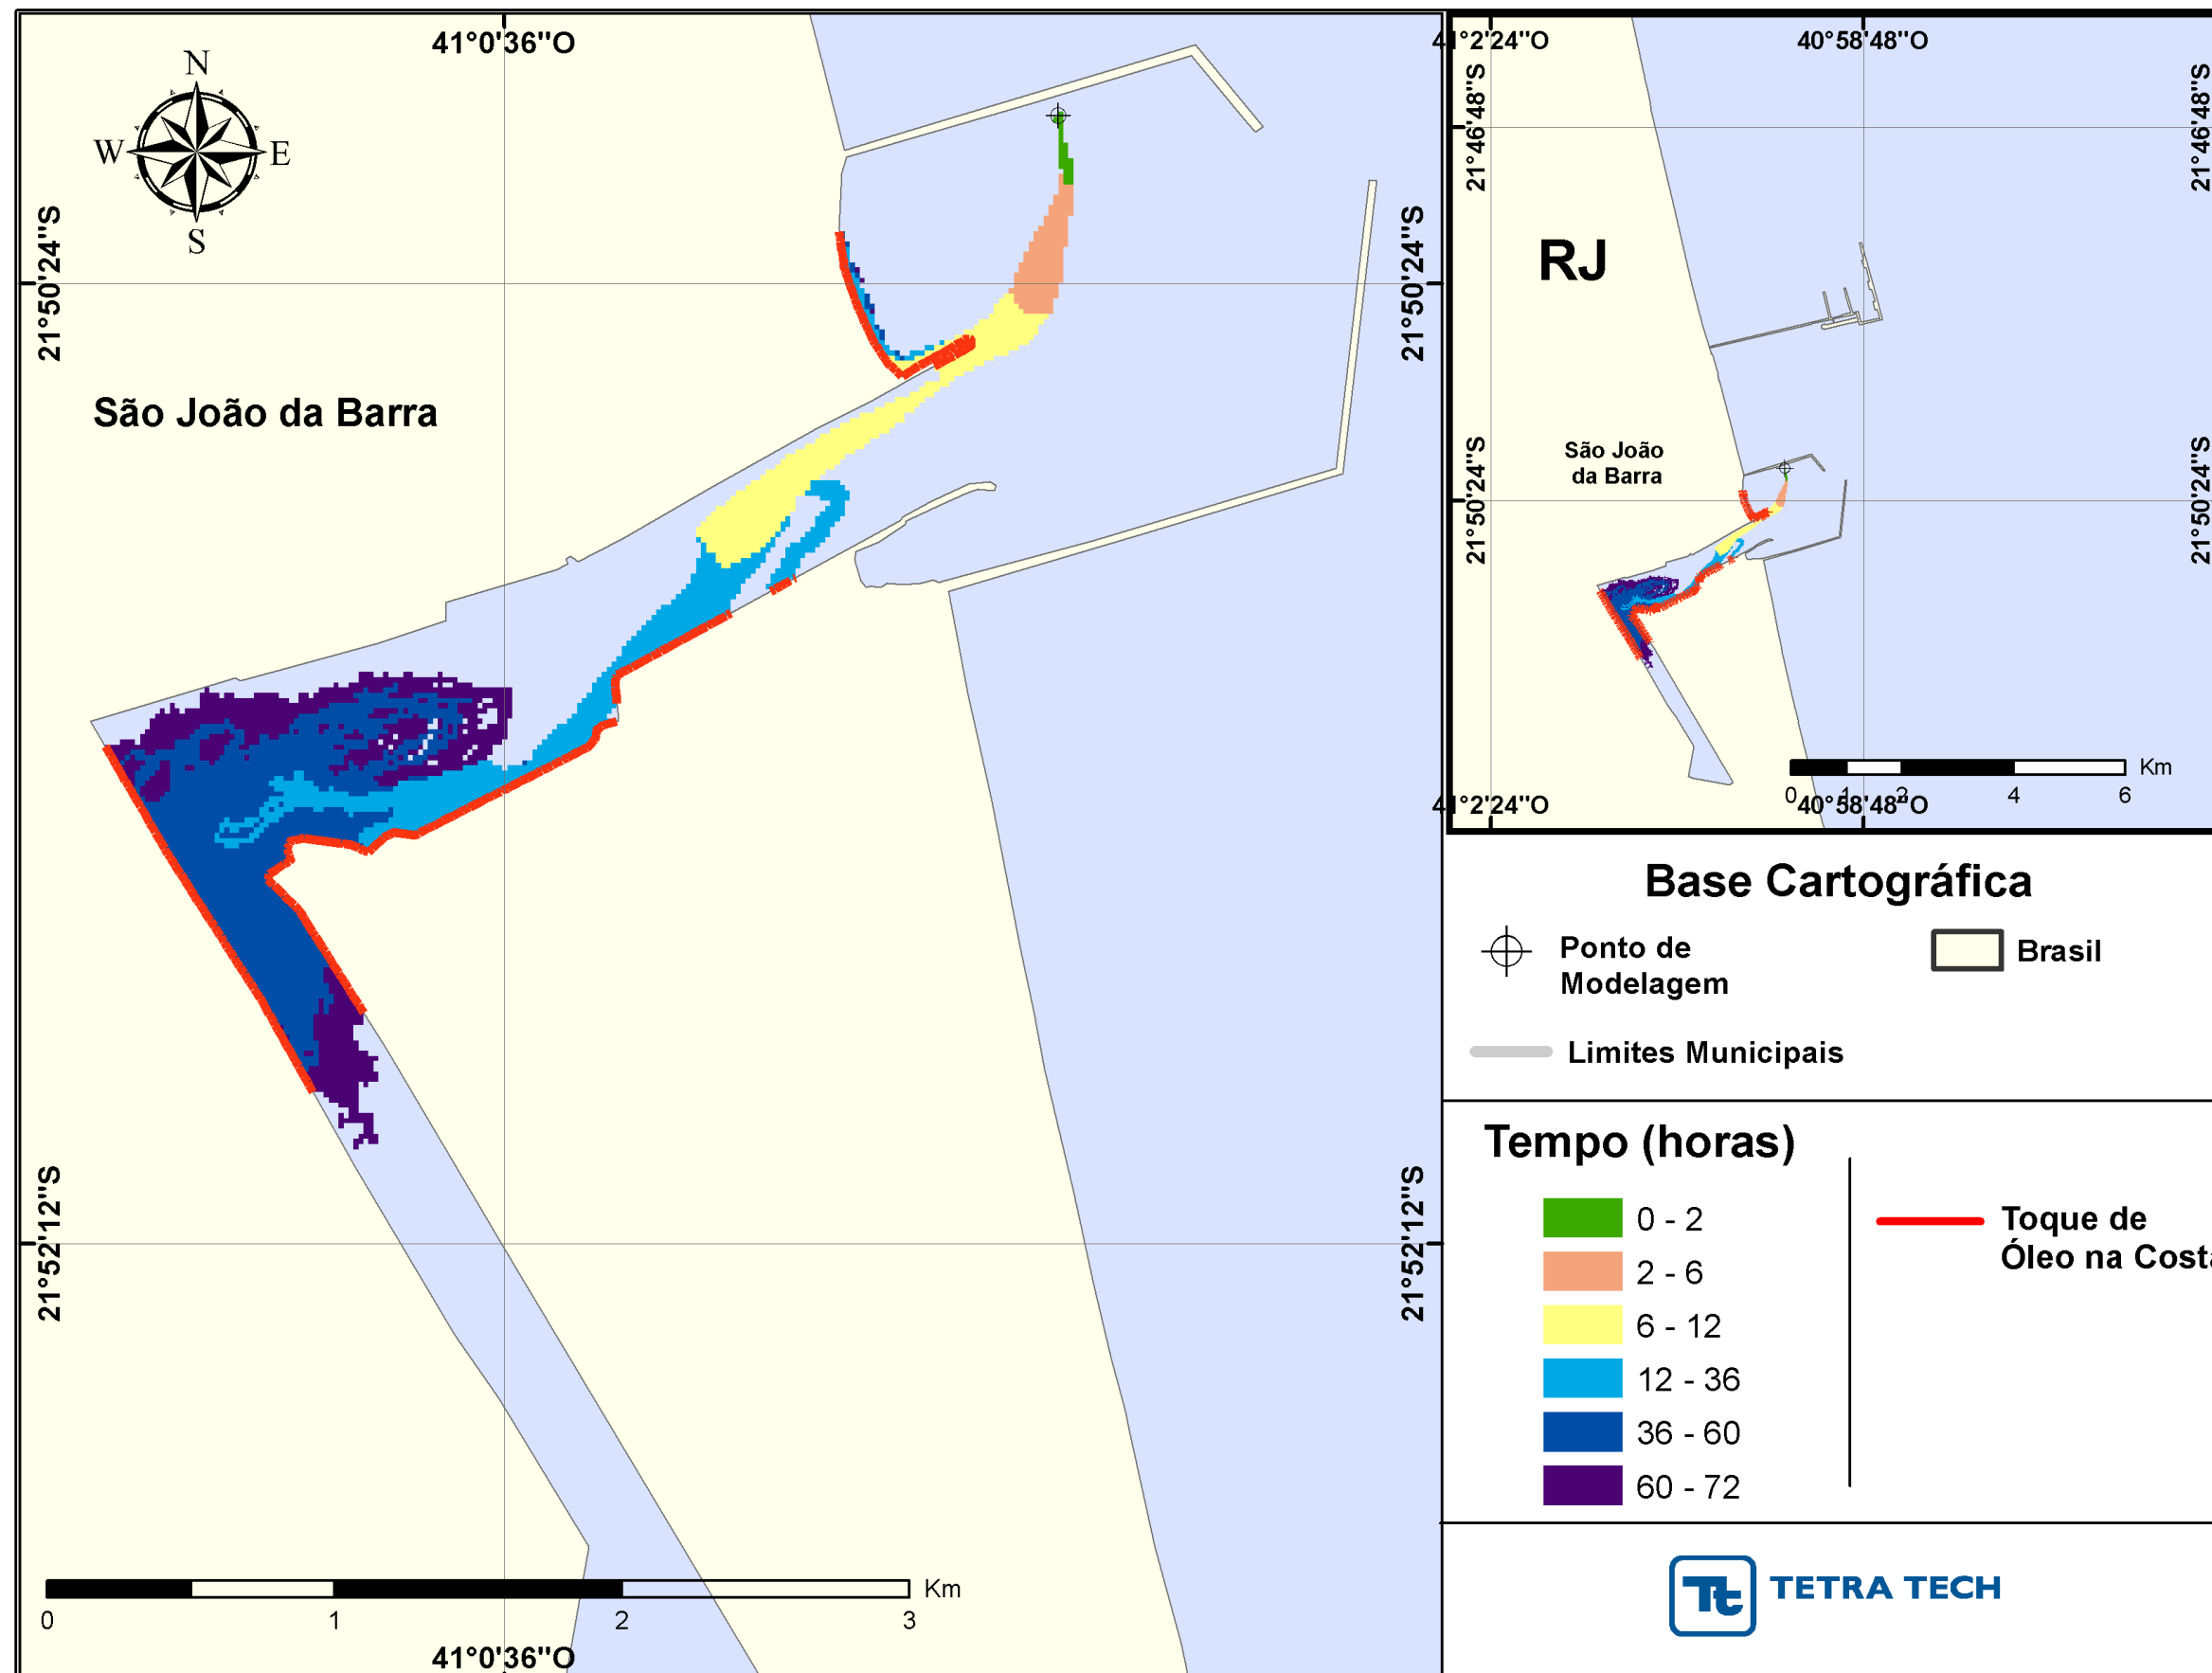 41°0'36"O
N
W
E
S
21°50'24"S
21°50'24"S
São João da Barra
21°52'12"S
21°52'12"S
Km
0
1
2
3
41°0'36"O
41°2'24"O
40°58'48"O
21°46'48"S
21°46'48"S
RJ
São João
da Barra
21°50'24"S
21°50'24"S
Km
0
1
2
4
6
41°2'24"O
40°58'48"O
Base Cartográfica
Ponto de
Modelagem
Brasil
Limites Municipais
Tempo (horas)
0 - 2
2 - 6
6 - 12
12 - 36
36 - 60
60 - 72
Toque de
Óleo na Costa
Tt
TETRA TECH